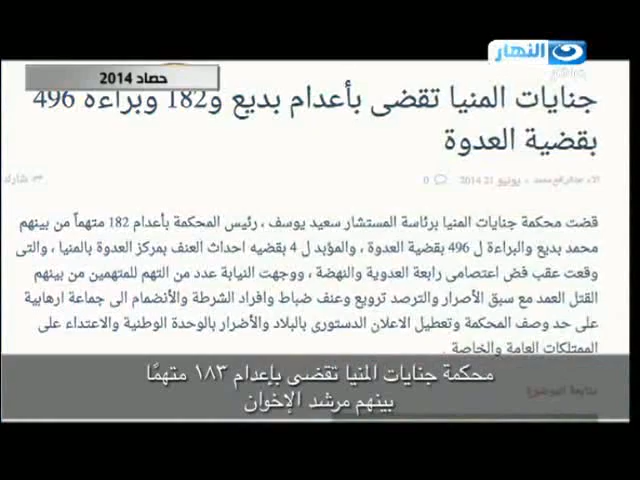 النهار
مباشر
حصاد 2014
جنايات المنيا تقضى بأعدام بديع و182 وبراءة 496
بقضية العدوة
يونيو 21 2014 0
قضت محكمة جنايات المنيا برئاسة المستشار سعيد يوسف ، رئيس المحكمة بأعدام 182 متهماً من بينهم
محمد بديع والبراءة ل 496 بقضية العدوة ، والمؤبد ل 4 بقضيه احداث العنف بمركز العدوة بالمنيا ، والتى
وقعت عقب فض اعتصامى رابعة العدوية والنهضة ، ووجهت النيابة عدد من التهم للمتهمين من بينهم
القتل العمد مع سبق الأصرار والترصد ترويع وعنف ضباط وافراد الشرطة والأنضمام الى جماعة ارهابية
على حد وصف المحكمة وتعطيل الاعلان الدستورى بالبلاد والأضرار بالوحدة الوطنية والاعتداء على
الممتلكات العامة والخاصة .
محكمة جنايات المنيا تقضى بإعدام ١٨٣ متهمًا
بينهم مرشد الإخوان
متابعة الموضوع